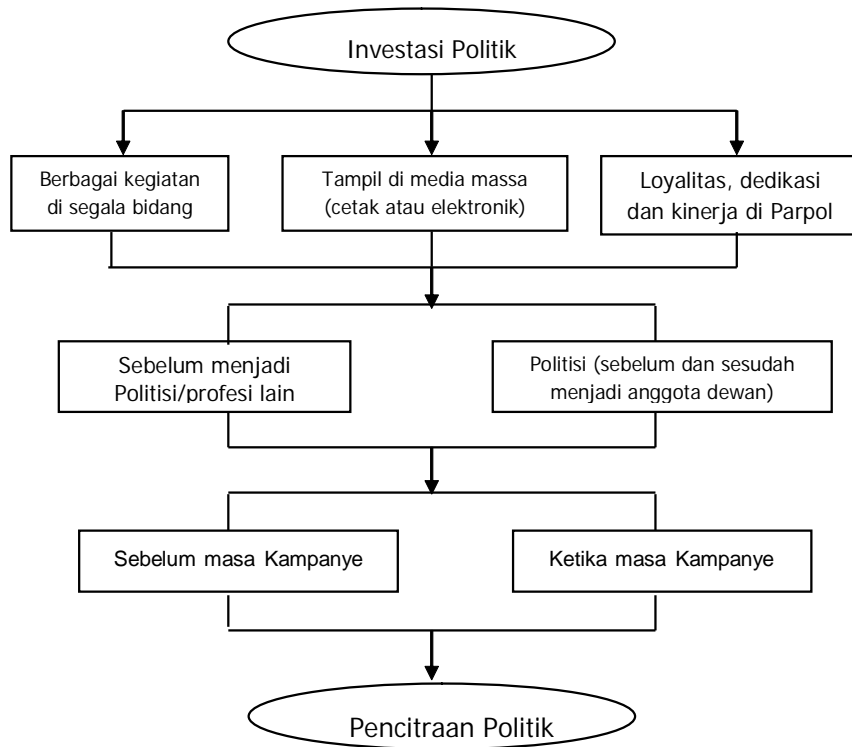 Investasi Politik
Berbagai kegiatan
di segala bidang
Tampil di media massa
(cetak atau elektronik)
Loyalitas, dedikasi
dan kinerja di Parpol
Sebelum menjadi
Politisi/profesi lain
Politisi (sebelum dan sesudah
menjadi anggota dewan)
Sebelum masa Kampanye
Ketika masa Kampanye
Pencitraan Politik